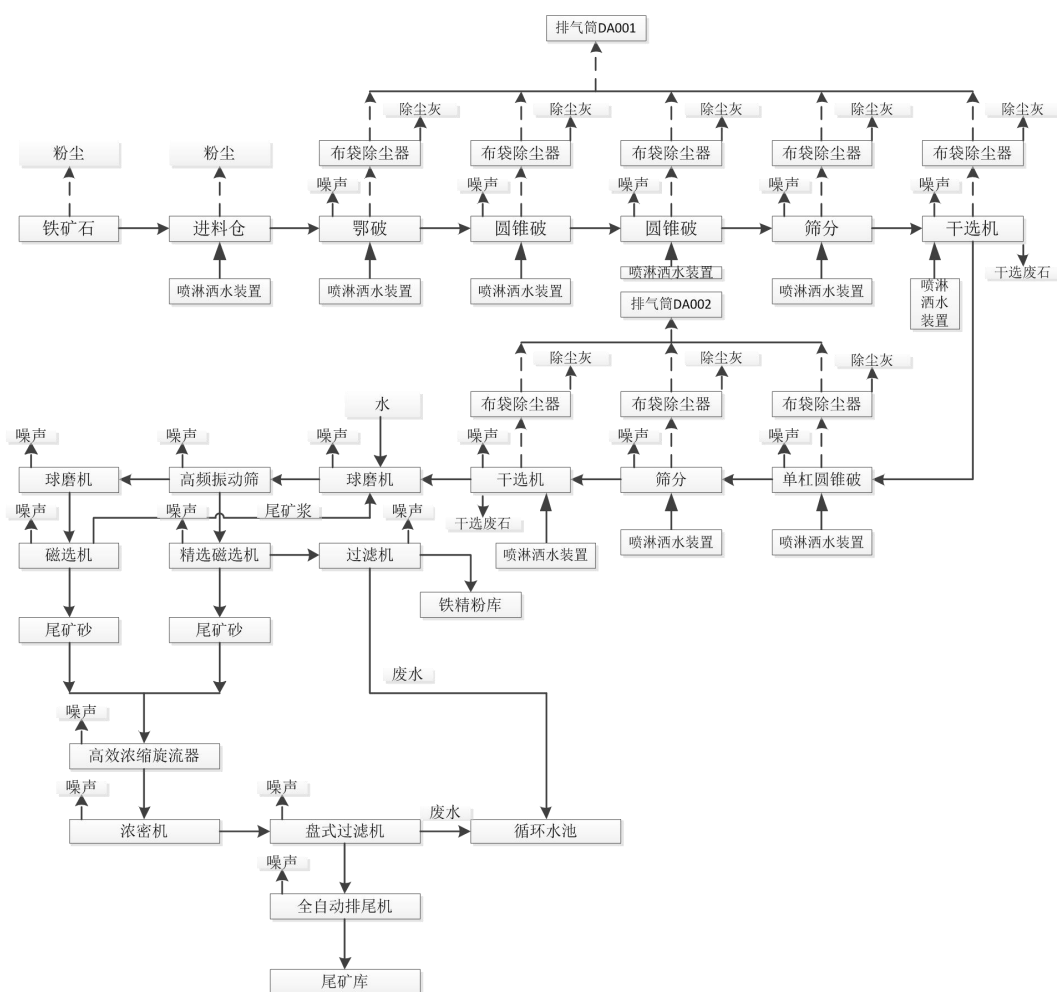 排气筒DA001
除尘灰
除尘灰
除尘灰
除尘灰
除尘灰
粉尘
粉尘
布袋除尘器
布袋除尘器
布袋除尘器
布袋除尘器
布袋除尘器
噪声
噪声
噪声
噪声
噪声
铁矿石
进料仓
鄂破
圆锥破
圆锥破
筛分
干选机
喷淋洒水装置
喷淋洒水装置
喷淋洒水装置
喷淋洒水装置
喷淋洒水装置
喷淋
洒水
装置
干选废石
排气筒DA002
除尘灰
除尘灰
除尘灰
水
布袋除尘器
布袋除尘器
布袋除尘器
噪声
噪声
噪声
噪声
噪声
噪声
球磨机
高频振动筛
球磨机
干选机
筛分
单杠圆锥破
噪声
噪声
尾矿浆
噪声
干选废石
磁选机
精选磁选机
过滤机
喷淋洒水装置
喷淋洒水装置
喷淋洒水装置
铁精粉库
尾矿砂
尾矿砂
废水
噪声
高效浓缩旋流器
噪声
噪声
废水
浓密机
盘式过滤机
循环水池
噪声
全自动排尾机
尾矿库